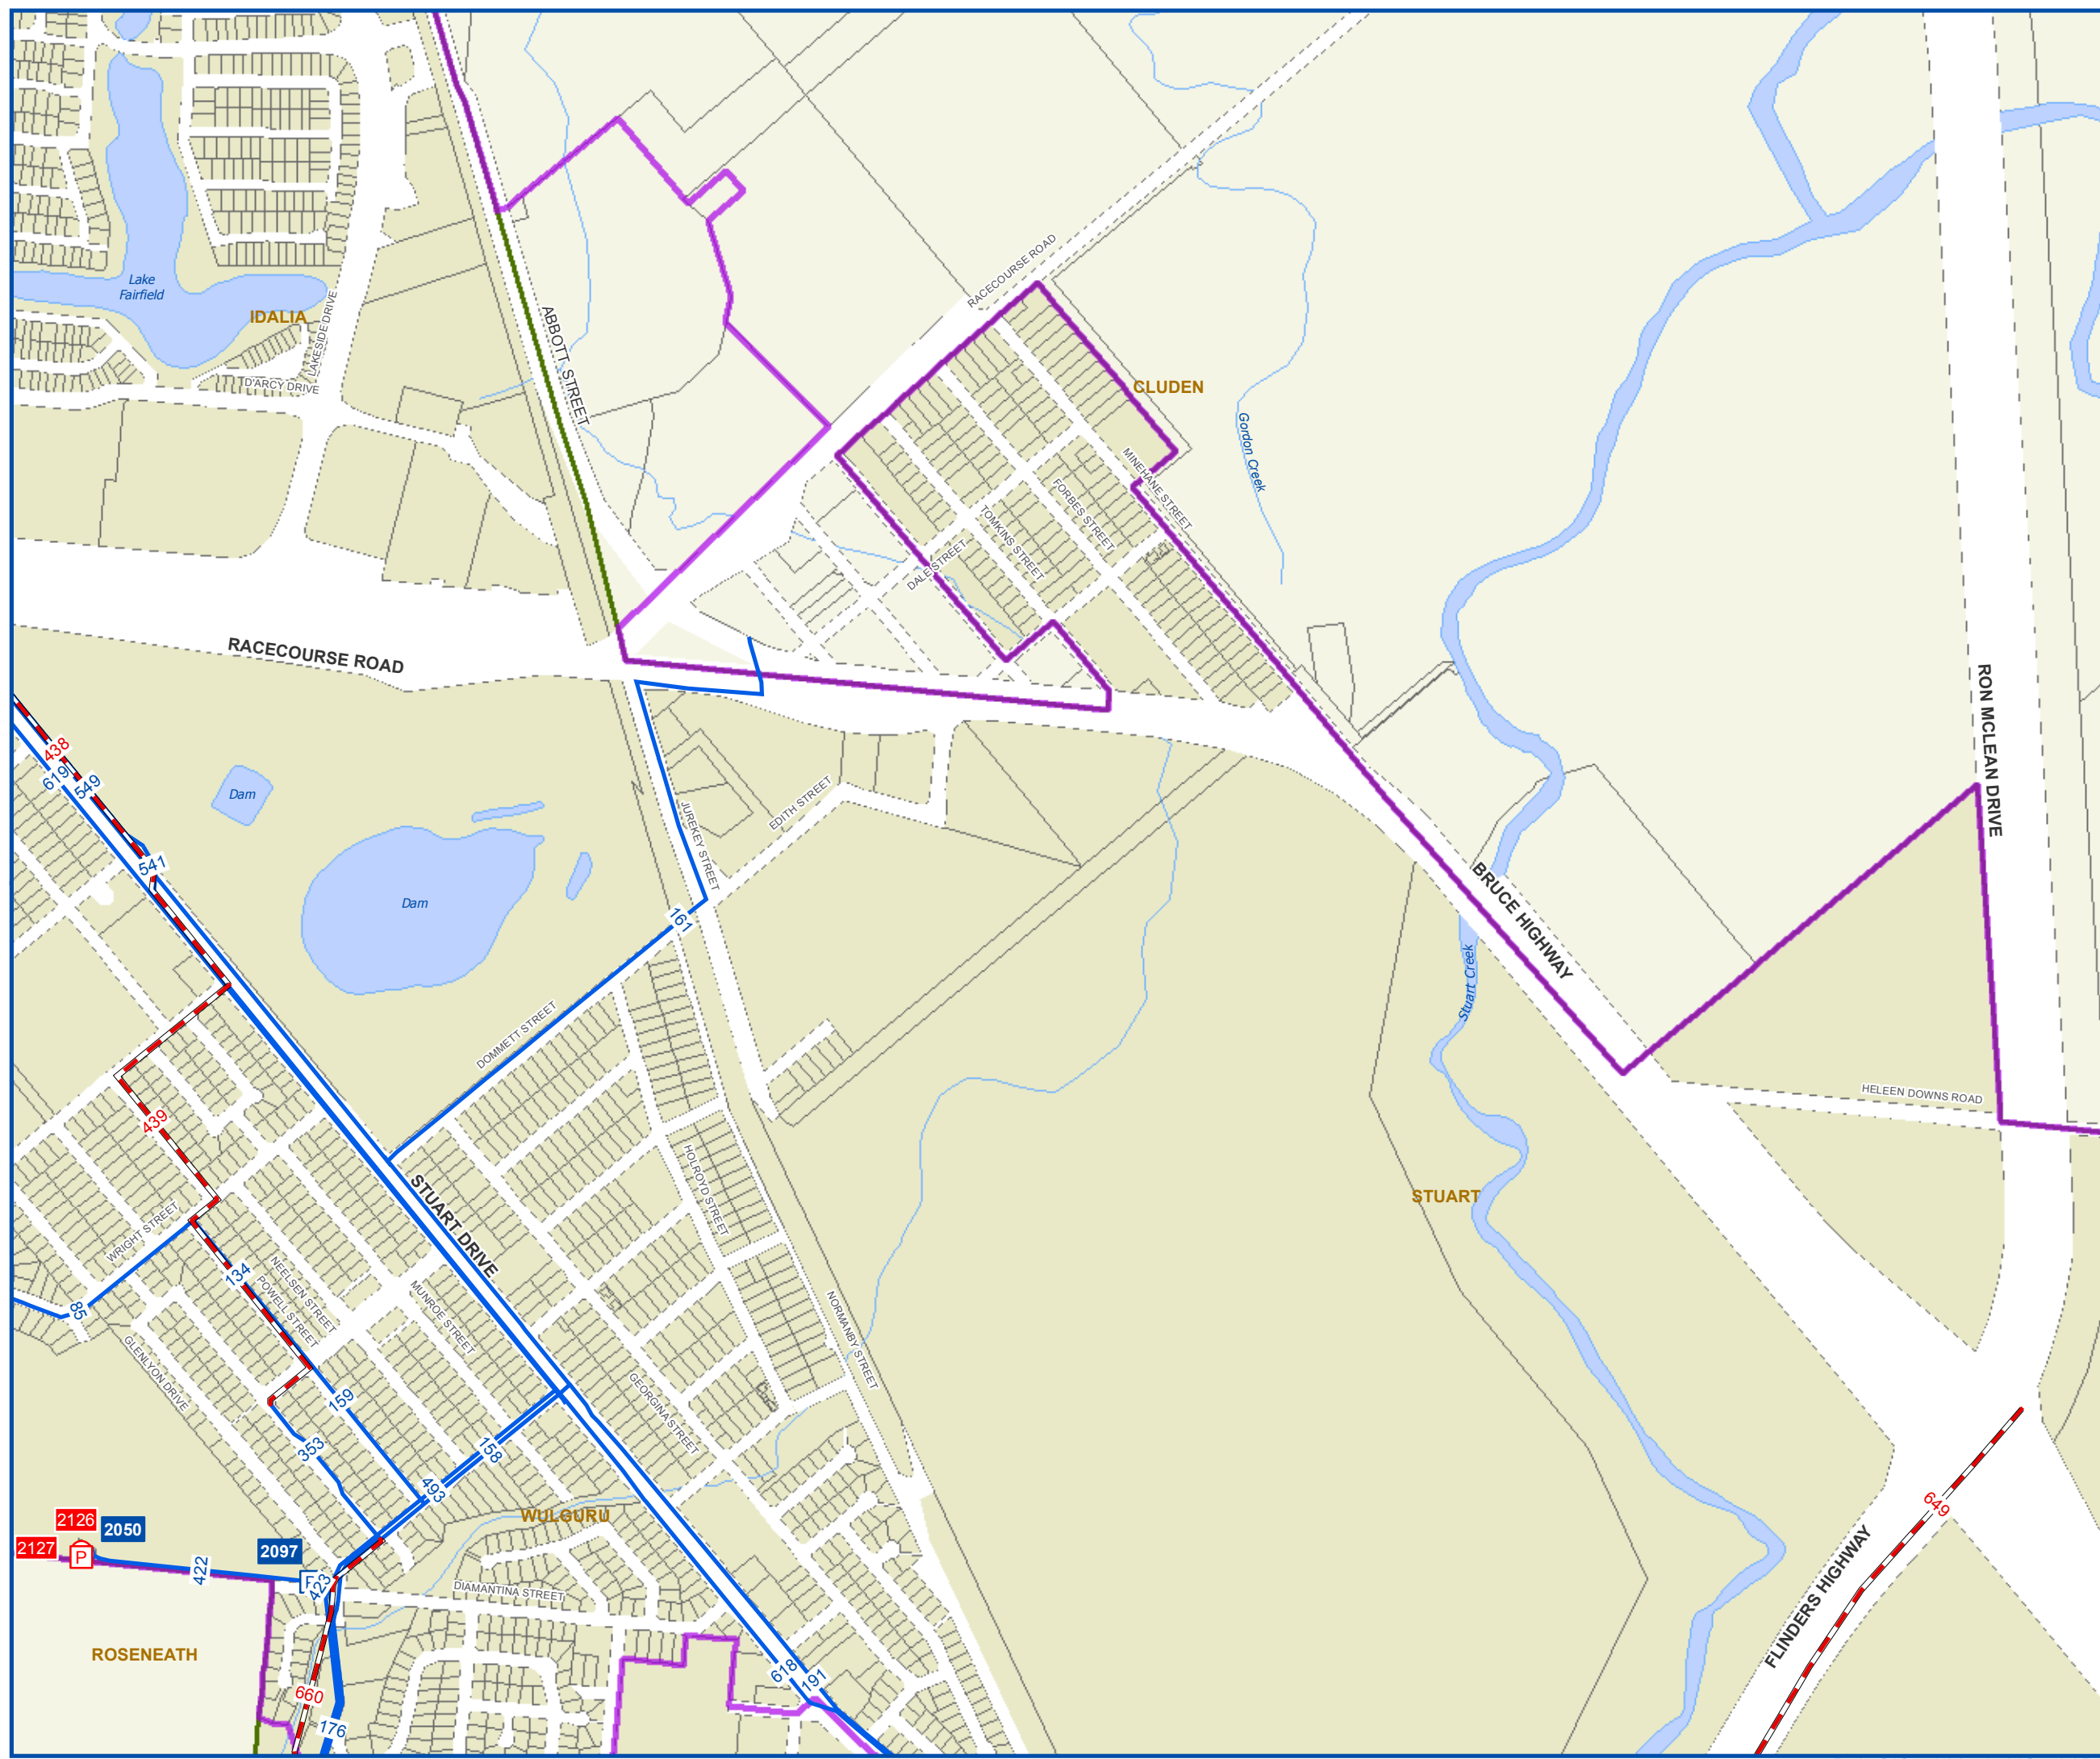 Lake
Fairfield
IDALIA
LAKESIDE DRIVE
D'ARCY DRIVE
ABBOTT STREET
RACECOURSE ROAD
CLUDEN
Gordon Creek
MINEHANE STREET
FORBES STREET
TOMKINS STREET
DALE STREET
RACECOURSE ROAD
RON MCLEAN DRIVE
438
619
549
541
Dam
Dam
JUREKEY STREET
EDITH STREET
161
BRUCE HIGHWAY
Stuart Creek
DOMMETT STREET
HELEEN DOWNS ROAD
439
HOLROYD STREET
STUART DRIVE
STUART
WRIGHT STREET
134
NEELSEN STREET
POWELL STREET
MUNROE STREET
85
GLENLYON DRIVE
NORMANBY STREET
GEORGINA STREET
159
353
158
493
WULGURU
649
FLINDERS HIGHWAY
2126
2050
2127
P
2097
422
423
DIAMANTINA STREET
ROSENEATH
618
191
660
176